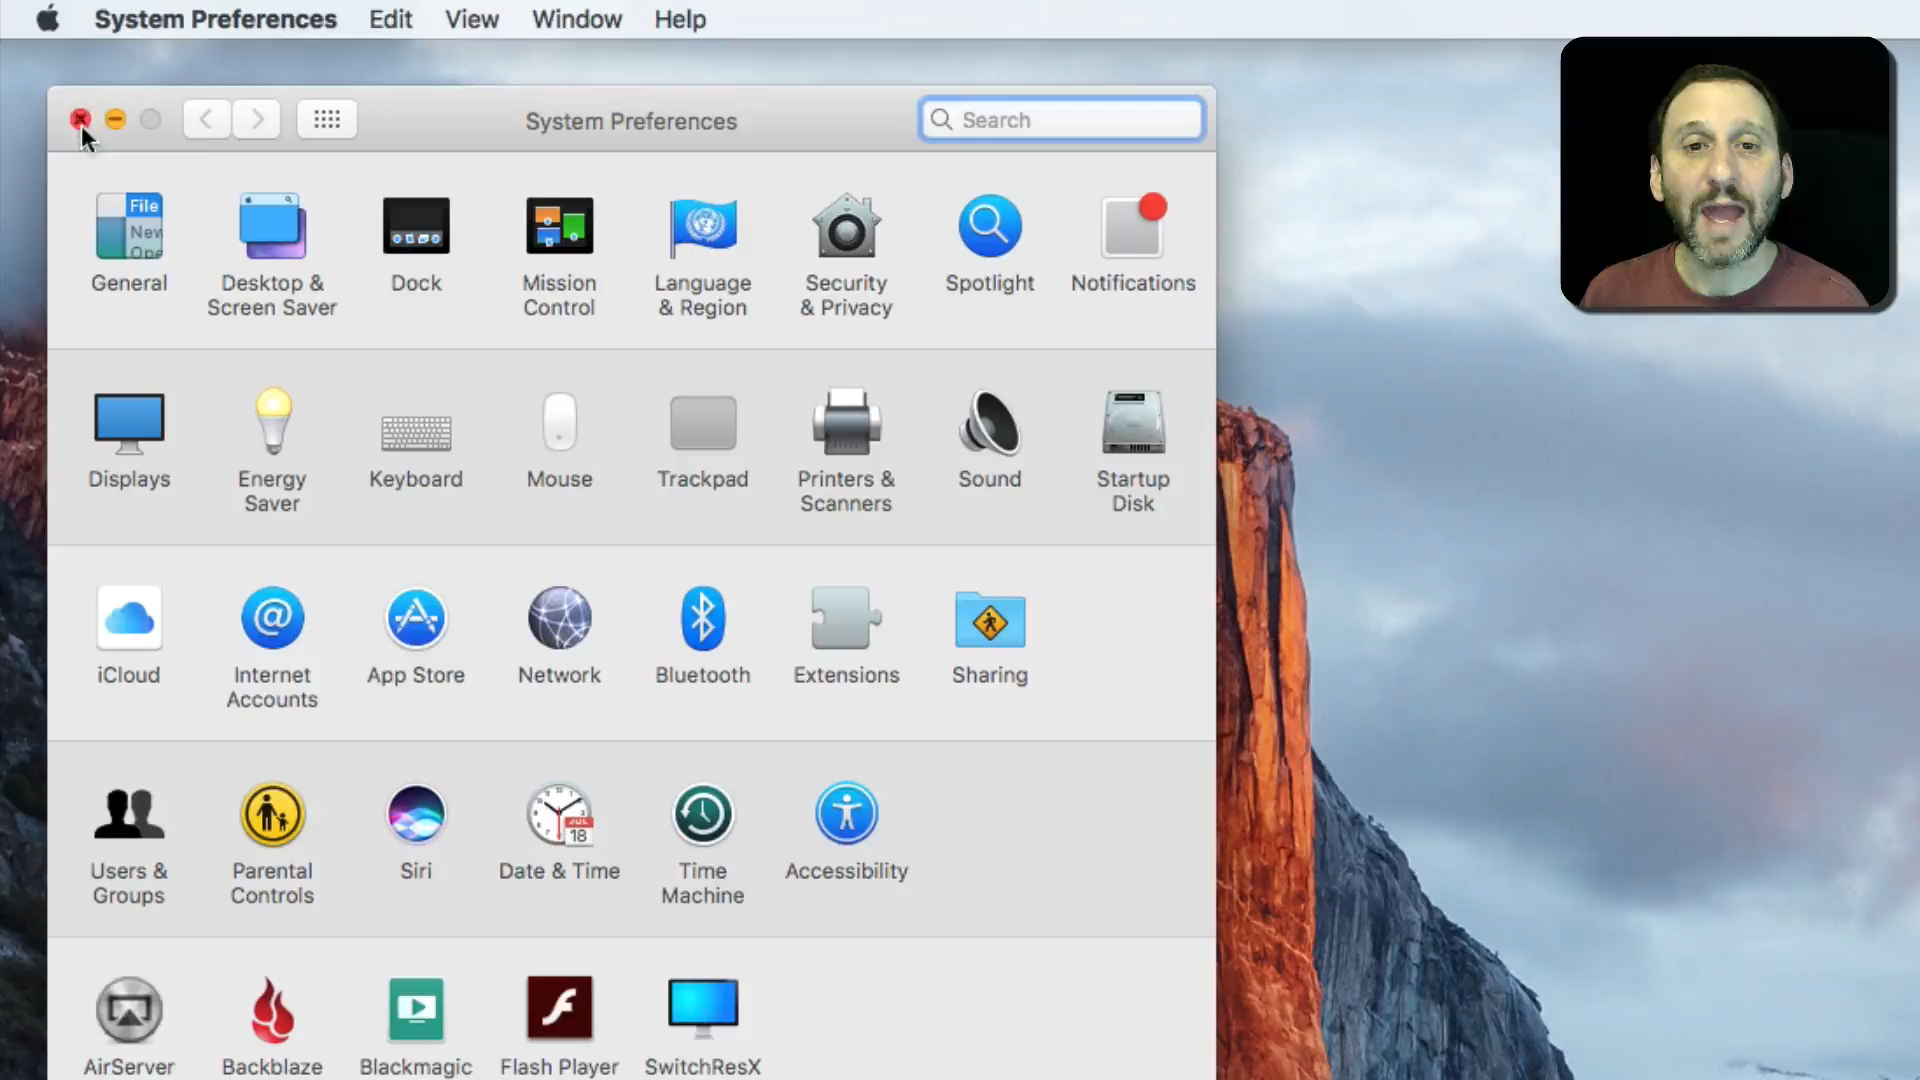 System Preferences Edit View Window Help
System Preferences
Search
File
New
Ope
General
Desktop &
Screen Saver
Dock
Mission
Control
Language
& Region
Security
& Privacy
Spotlight
Notifications
Displays
Energy
Saver
Keyboard
Mouse
Trackpad
Printers &
Scanners
Sound
Startup
Disk
iCloud
@
Internet
Accounts
App Store
Network
Bluetooth
Extensions
Sharing
Users &
Groups
Parental
Controls
Siri
JUL
18
Date & Time
Time
Machine
Accessibility
AirServer
Backblaze
Blackmagic
Flash Player
SwitchResX